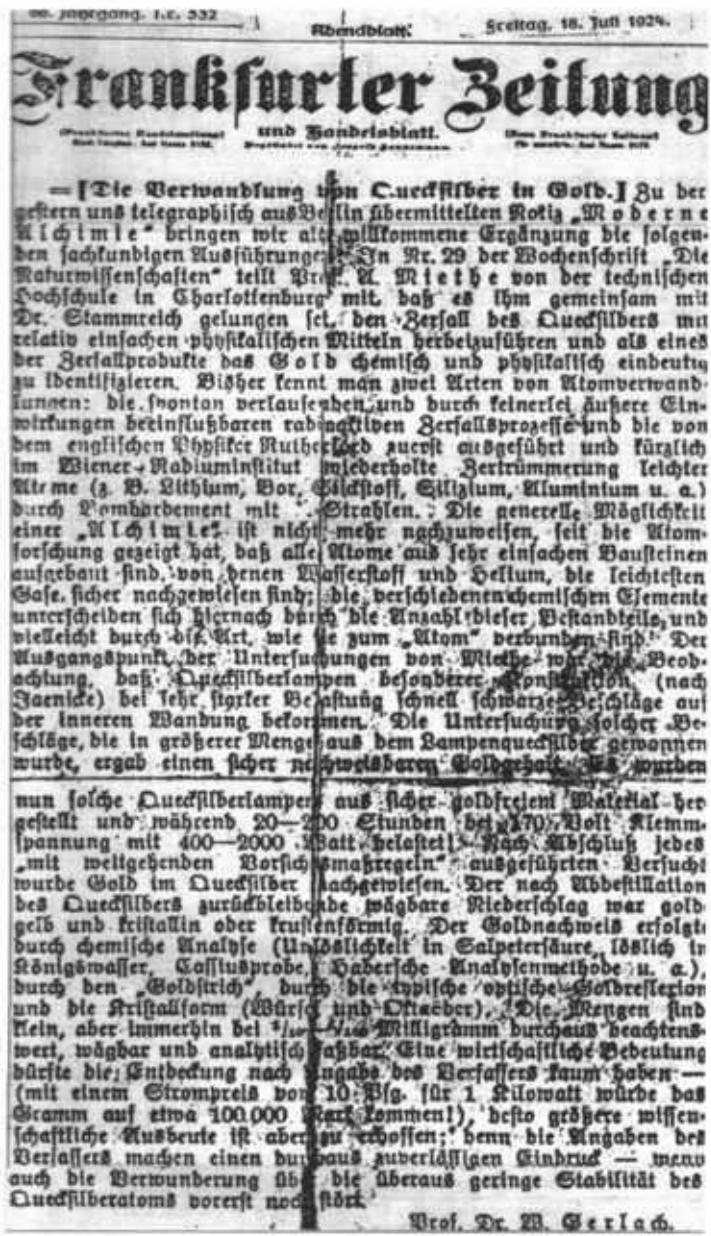 68. Jahrgang. Nr. 532
Abendblatt.
Freitag, 18. Juli 1924.
Frankfurter Zeitung
(Frankfurter Handelszeitung)
und Handelsblatt.
(Neue Frankfurter Zeitung)
Begründet von Leopold Sonnemann.
= [Die Verwandlung von Quecksilber in Gold.] Zu der
gestern uns telegraphisch aus Berlin übermittelten Notiz „Moderne
Alchimie“ bringen wir als willkommene Ergänzung die folgen-
den fachkundigen Ausführungen: In Nr. 29 der Wochenschrift „Die
Naturwissenschaften“ teilt Prof. A. Miethe von der technischen
Hochschule in Charlottenburg mit, daß es ihm gemeinsam mit
Dr. Stammreich gelungen sei, den Zerfall des Quecksilbers mit
relativ einfachen physikalischen Mitteln herbeizuführen und als eines
der Zerfallprodukte das Gold chemisch und physikalisch eindeutig
zu identifizieren. Bisher kennt man zwei Arten von Atomverwand-
lungen: die spontan verlaufenden und durch keinerlei äußere Ein-
wirkungen beeinflußbaren radioaktiven Zerfallsprozesse und die von
dem englischen Physiker Rutherford zuerst ausgeführt und kürzlich
im Wiener Radiuminstitut wiederholte Zertrümmerung leichter
Atome (z. B. Lithium, Bor, Stickstoff, Silizium, Aluminium u. a.)
durch Bombardement mit Strahlen. Die generelle Möglichkeit
einer „Alchimie“ ist nicht mehr nachzuweisen, seit die Atom-
forschung gezeigt hat, daß alle Atome aus sehr einfachen Bausteinen
aufgebaut sind, von denen Wasserstoff und Helium, die leichtesten
Gase, sicher nachgewiesen sind; die verschiedenen chemischen Elemente
unterscheiden sich hiernach durch die Anzahl dieser Bestandteile und
vielleicht durch die Art, wie sie zum „Atom“ verbunden sind. Der
Ausgangspunkt der Untersuchungen von Miethe war die Beob-
achtung, daß Quecksilberlampen besonderer Konstruktion (nach
Jaenicke) bei sehr starker Belastung schnell schwarze Beschläge auf
der inneren Wandung bekommen. Die Untersuchung solcher Be-
schläge, die in größerer Menge aus dem Lampenquecksilber gewonnen
wurde, ergab einen sicher nachweisbaren Goldgehalt. Es wurden
nun solche Quecksilberlampen aus sicher goldfreiem Material her
gestellt und während 20—200 Stunden bei 170 Volt Klemm-
spannung mit 400—2000 Watt belastet. Nach Abschluß jedes
„mit weitgehenden Vorsichtsmaßregeln“ ausgeführten Versucht
wurde Gold im Quecksilber nachgewiesen. Der nach Abdestillation
des Quecksilbers zurückbleibende wägbare Niederschlag war gold
gelb und kristallin oder krustenförmig. Der Goldnachweis erfolgte
durch chemische Analyse (Unlöslichkeit in Salpetersäure, löslich in
Königswasser, Cassiusprobe, Habersche Analysenmethode u. a.),
durch den „Goldstrich“, durch die typische optische Goldreflexion
und die Kristallform (Würfel und Oktaeder). Die Mengen sind
klein, aber immerhin bei Milligramm durchaus beachtens-
wert, wägbar und analytisch faßbar. Eine wirtschaftliche Bedeutung
dürfte die Entdeckung nach Angabe des Verfassers kaum haben —
(mit einem Strompreis von 10 Pfg. für 1 Kilowatt würde das
Gramm auf etwa 100.000 Mark kommen!), desto größere wissen-
schaftliche Ausbeute ist aber zu erhoffen; denn die Angaben des
Verfassers machen einen durchaus zuverlässigen Eindruck — wenn
auch die Verwunderung über die überaus geringe Stabilität des
Quecksilberatoms vorerst noch stört.
Prof. Dr. W. Gerlach.